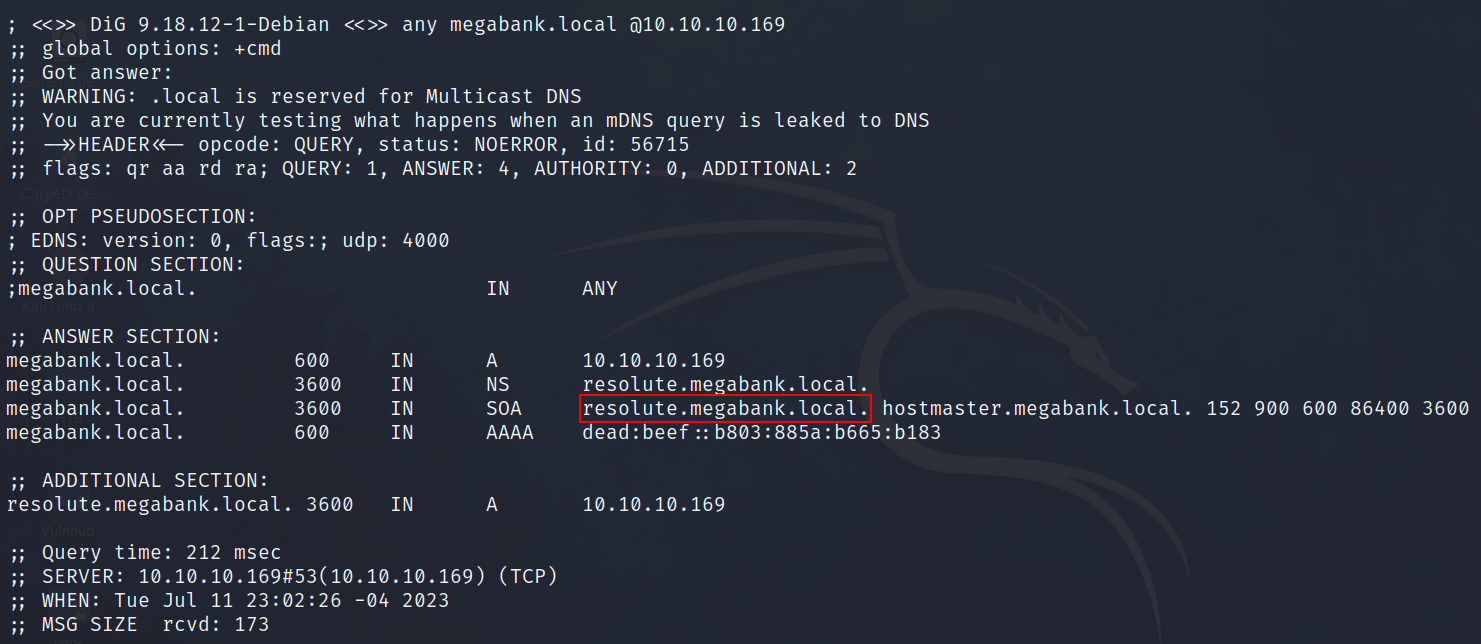 ; <<>> DiG 9.18.12-1-Debian <<>> any megabank.local @10.10.10.169
;; global options: +cmd
;; Got answer:
;; WARNING: .local is reserved for Multicast DNS
;; You are currently testing what happens when an mDNS query is leaked to DNS
;; ->>HEADER<<- opcode: QUERY, status: NOERROR, id: 56715
;; flags: qr aa rd ra; QUERY: 1, ANSWER: 4, AUTHORITY: 0, ADDITIONAL: 2
Carpeta pe...
;; OPT PSEUDOSECTION:
; EDNS: version: 0, flags:; udp: 4000
;; QUESTION SECTION:
;megabank.local. IN ANY
Kali Linux a...
;; ANSWER SECTION:
megabank.local. 600 IN A 10.10.10.169
megabank.local. 3600 IN NS resolute.megabank.local.
megabank.local. 3600 IN SOA resolute.megabank.local. hostmaster.megabank.local. 152 900 600 86400 3600
megabank.local. 600 IN AAAA dead:beef::b803:885a:b665:b183
;; ADDITIONAL SECTION:
resolute.megabank.local. 3600 IN A 10.10.10.169
Vulnhub
;; Query time: 212 msec
;; SERVER: 10.10.10.169#53(10.10.10.169) (TCP)
;; WHEN: Tue Jul 11 23:02:26 -04 2023
;; MSG SIZE rcvd: 173